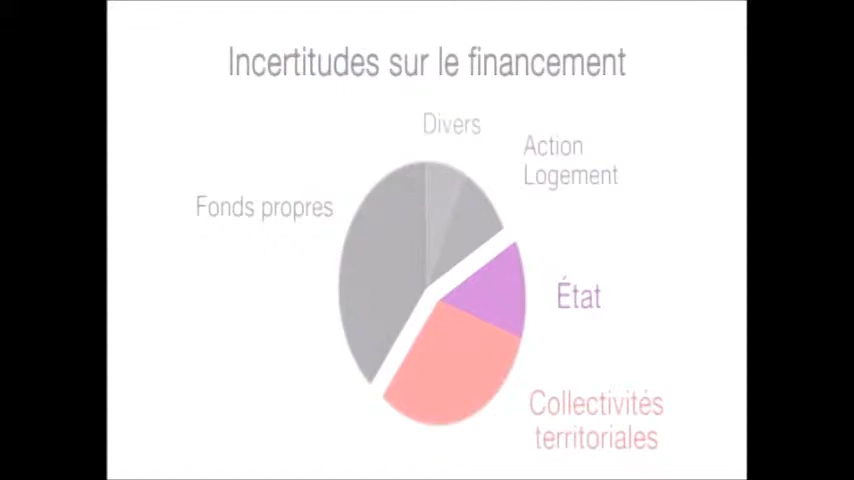 Incertitudes sur le financement
Divers
Action
Logement
Fonds propres
État
Collectivités
territoriales